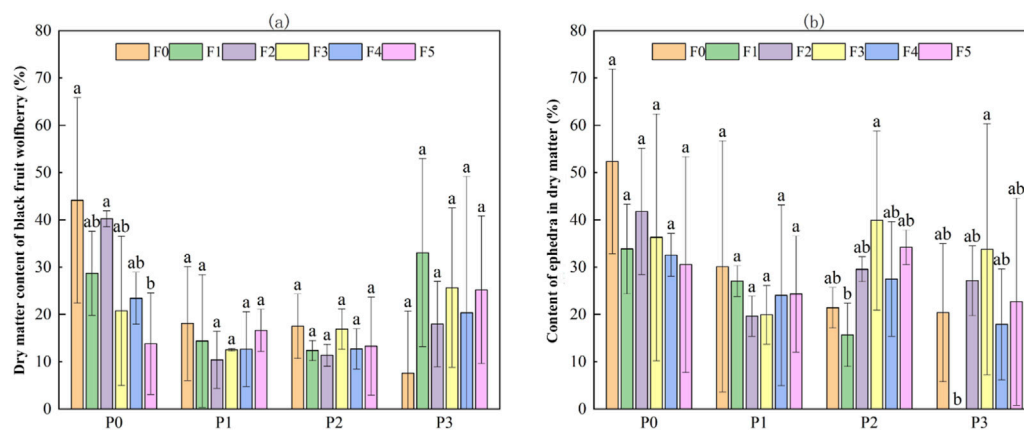 (a)
Dry matter content of black fruit wolfberry (%)
80
70
60
50
40
30
20
10
0
F0 F1 F2 F3 F4 F5
a ab a ab ab b
a a a a a a
a a a a a a
a a a a a a
P0 P1 P2 P3
(b)
Content of ephedra in dry matter (%)
80
70
60
50
40
30
20
10
0
F0 F1 F2 F3 F4 F5
a a a a a a
a a a a a a
ab b ab a ab ab
ab b ab a ab ab
P0 P1 P2 P3